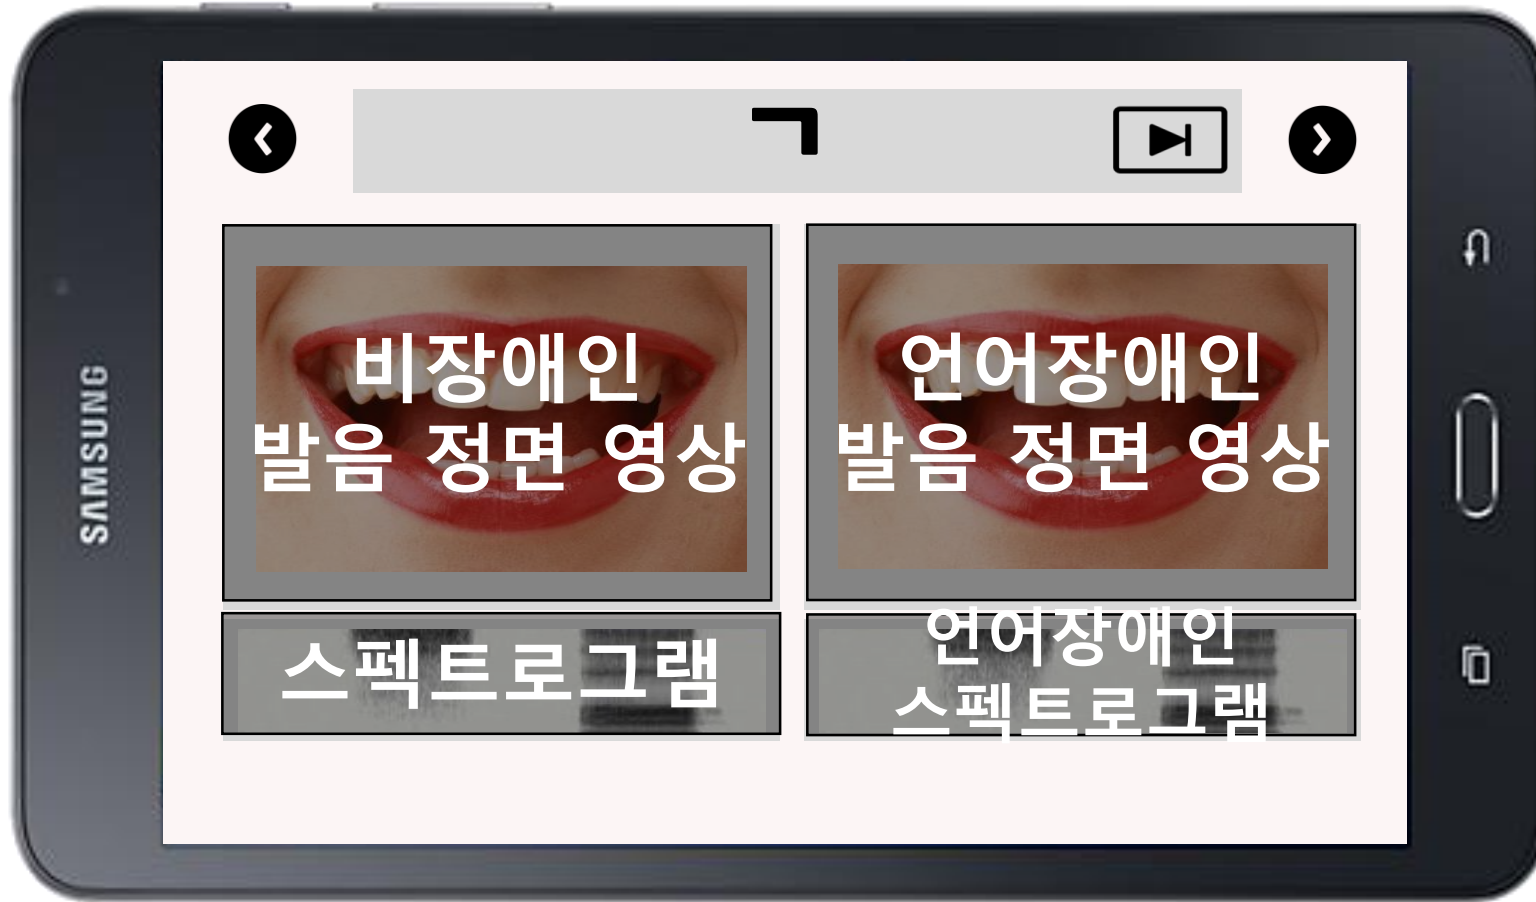 ㄱ
비장애인
발음 정면 영상
언어장애인
발음 정면 영상
스펙트로그램
언어장애인
스펙트로그램
SAMSUNG